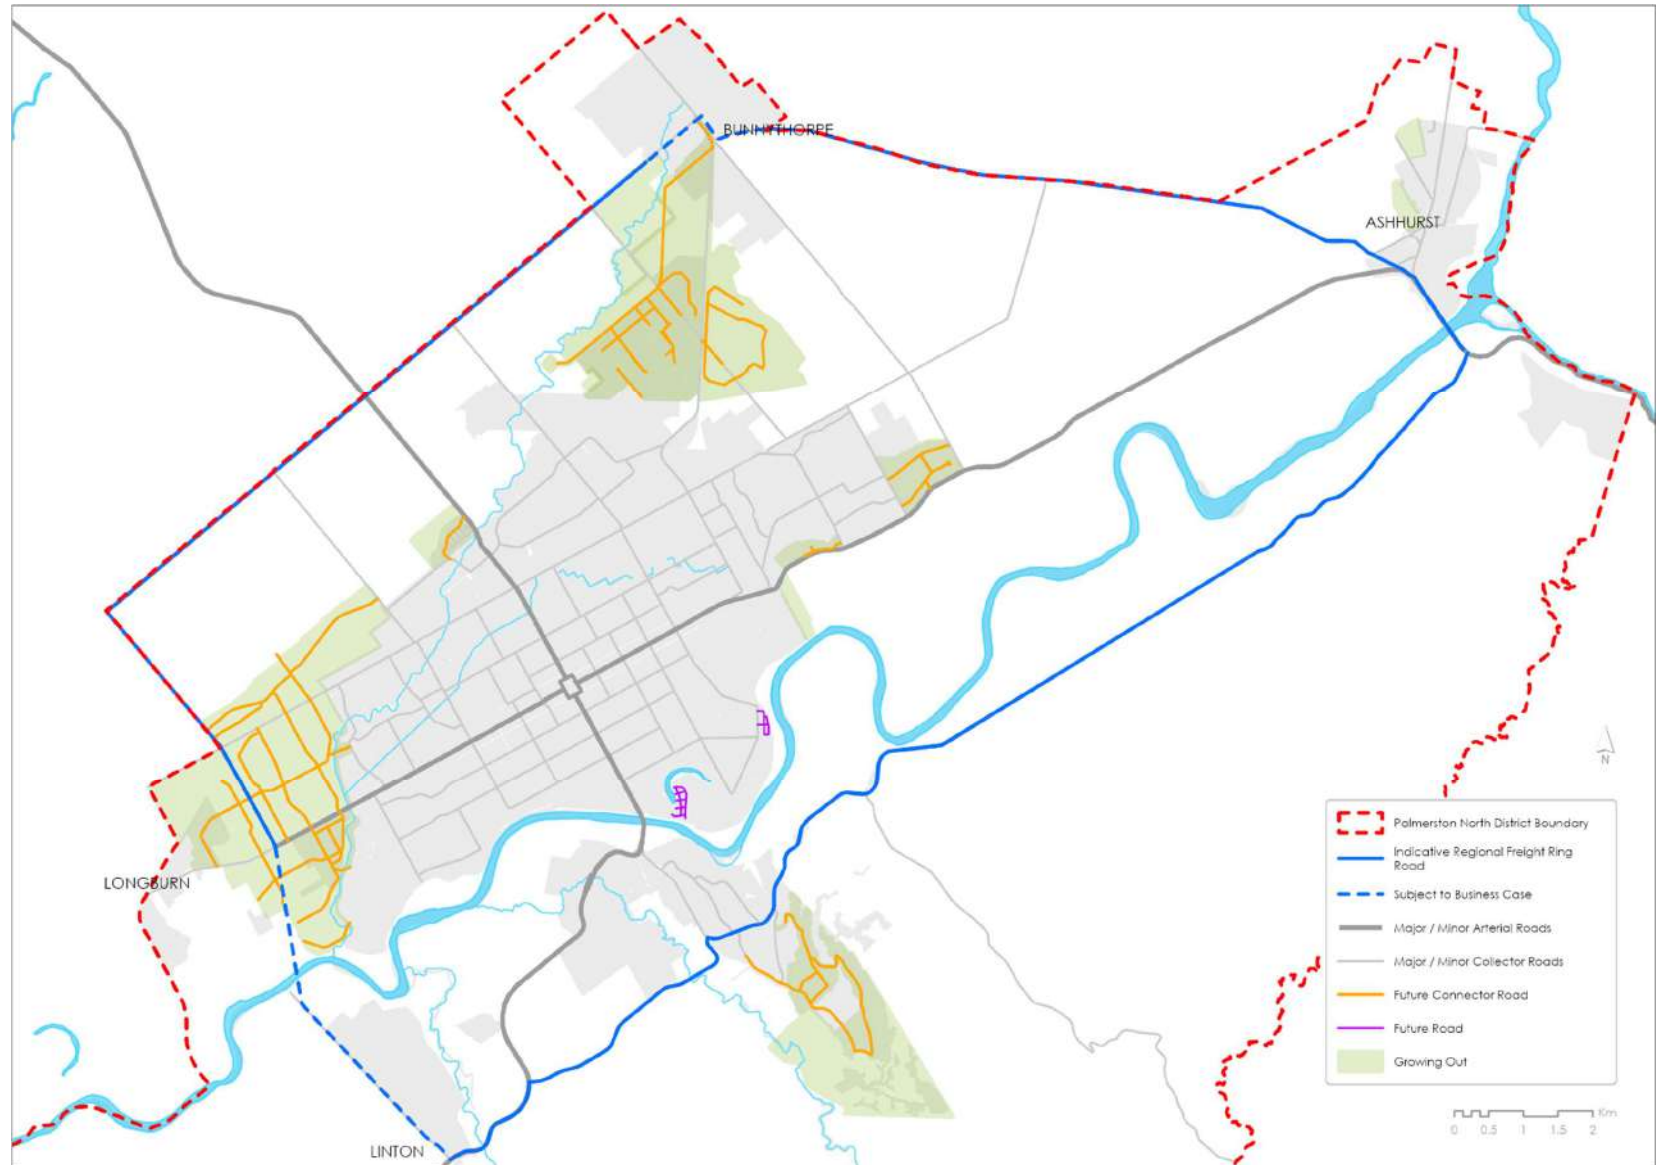 BUNNYTHORPE
ASHHURST
LONGBURN
LINTON
N
Palmerston North District Boundary
Indicative Regional Freight Ring
Road
Subject to Business Case
Major / Minor Arterial Roads
Major / Minor Collector Roads
Future Connector Road
Future Road
Growing Out
Km
0 0.5 1 1.5 2